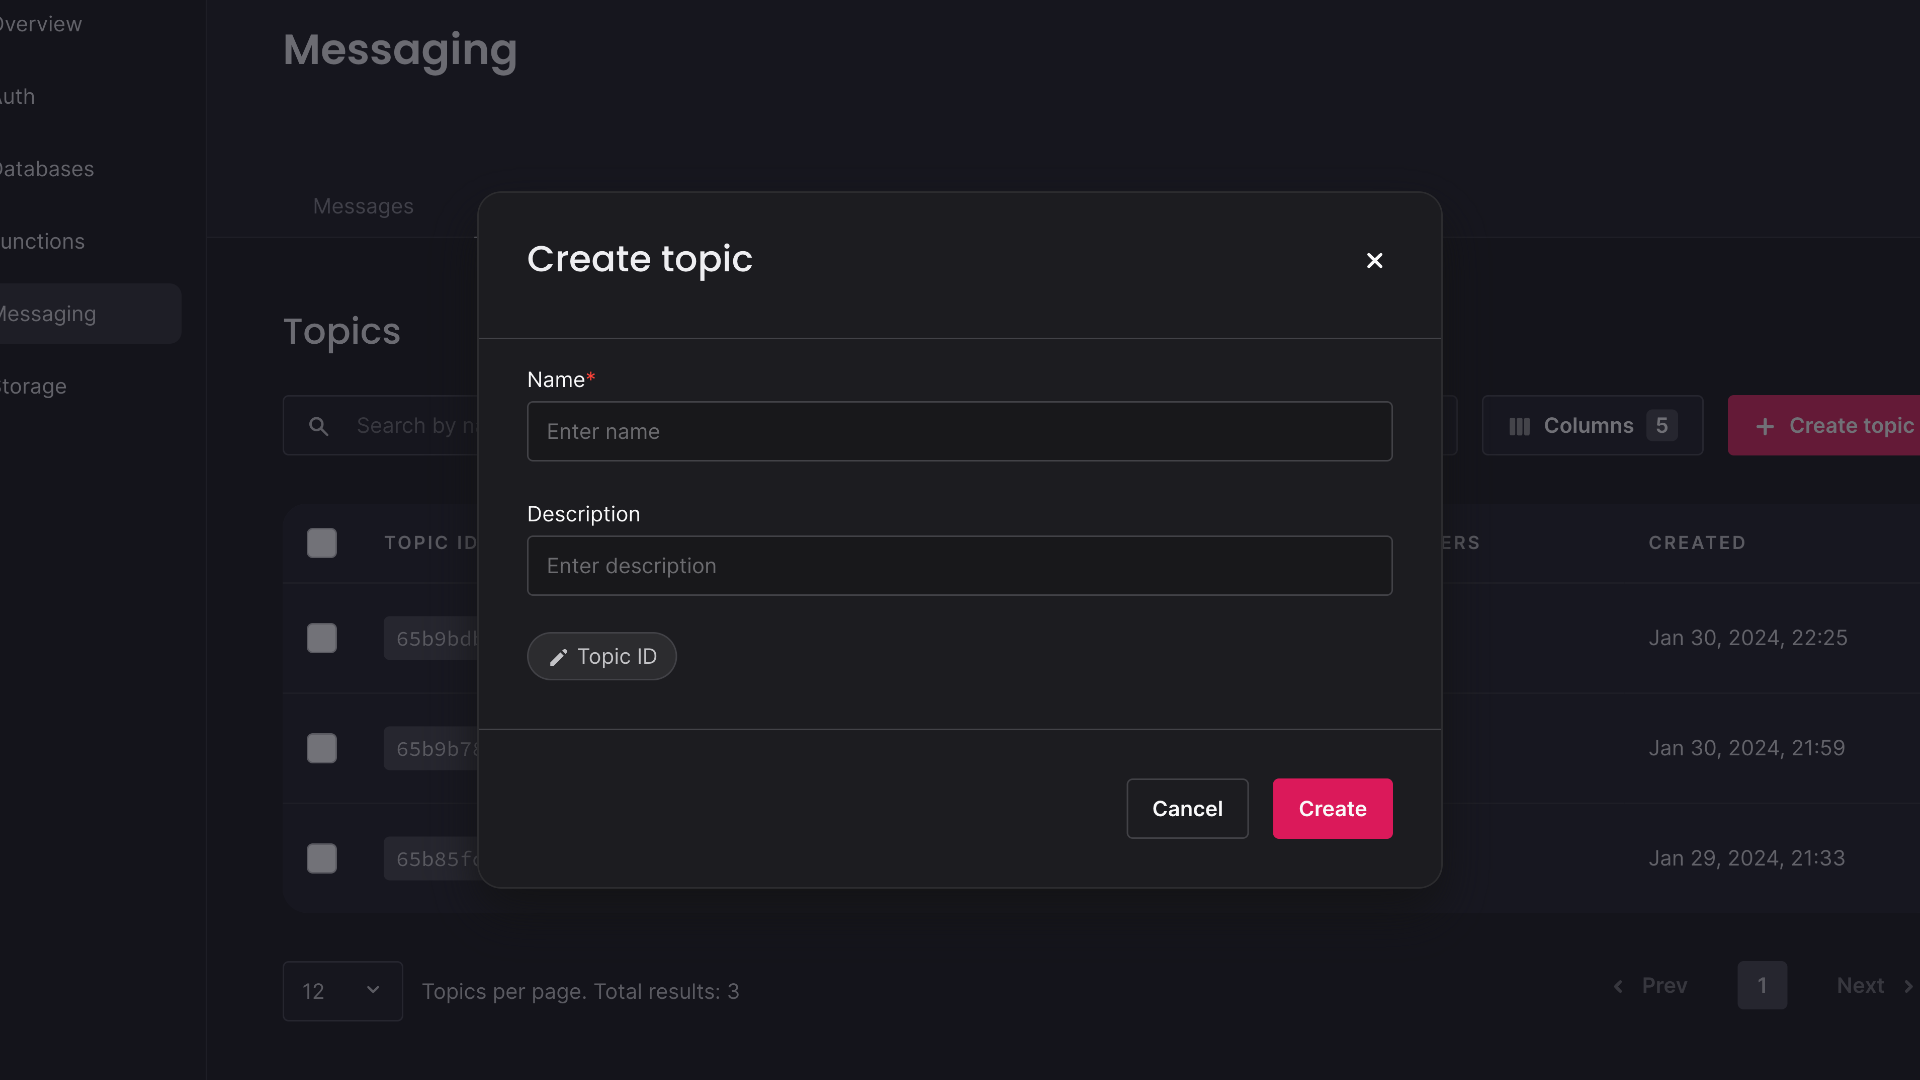 Overview
Auth
Databases
Functions
Messaging
Storage
Messaging
Messages
Topics
Search by
Columns 5
Create topic
TOPIC ID
CREATED
65b9bd
Jan 30, 2024, 22:25
65b9b78
Jan 30, 2024, 21:59
65b85f
Jan 29, 2024, 21:33
12
Topics per page. Total results: 3
Prev
1
Next
Create topic
Name*
Enter name
Description
Enter description
Topic ID
Cancel
Create